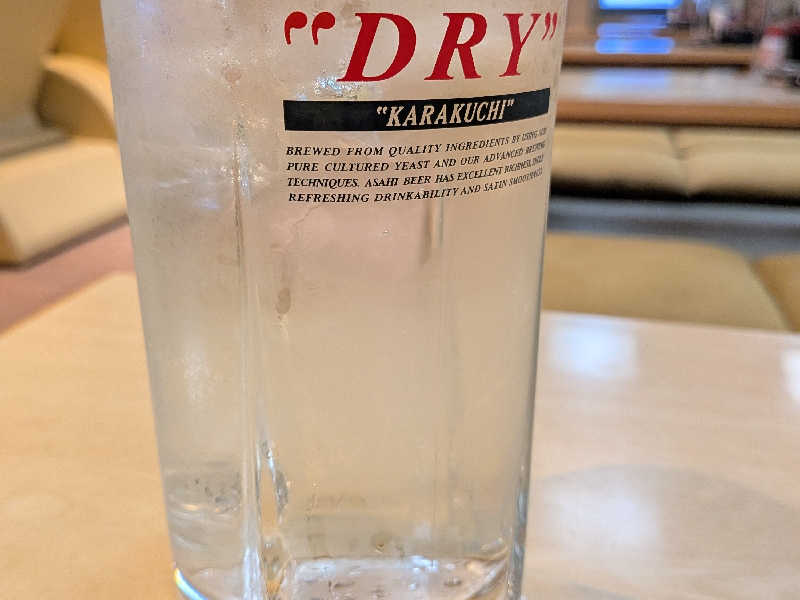 "DRY"
"KARAKUCHI"
BREWED FROM QUALITY INGREDIENTS BY USING OUR
PURE CULTURED YEAST AND OUR ADVANCED BREWING
TECHNIQUES. ASAHI BEER HAS EXCELLENT RICHNESS,
REFRESHING DRINKABILITY AND SATIN SMOOTHNESS.